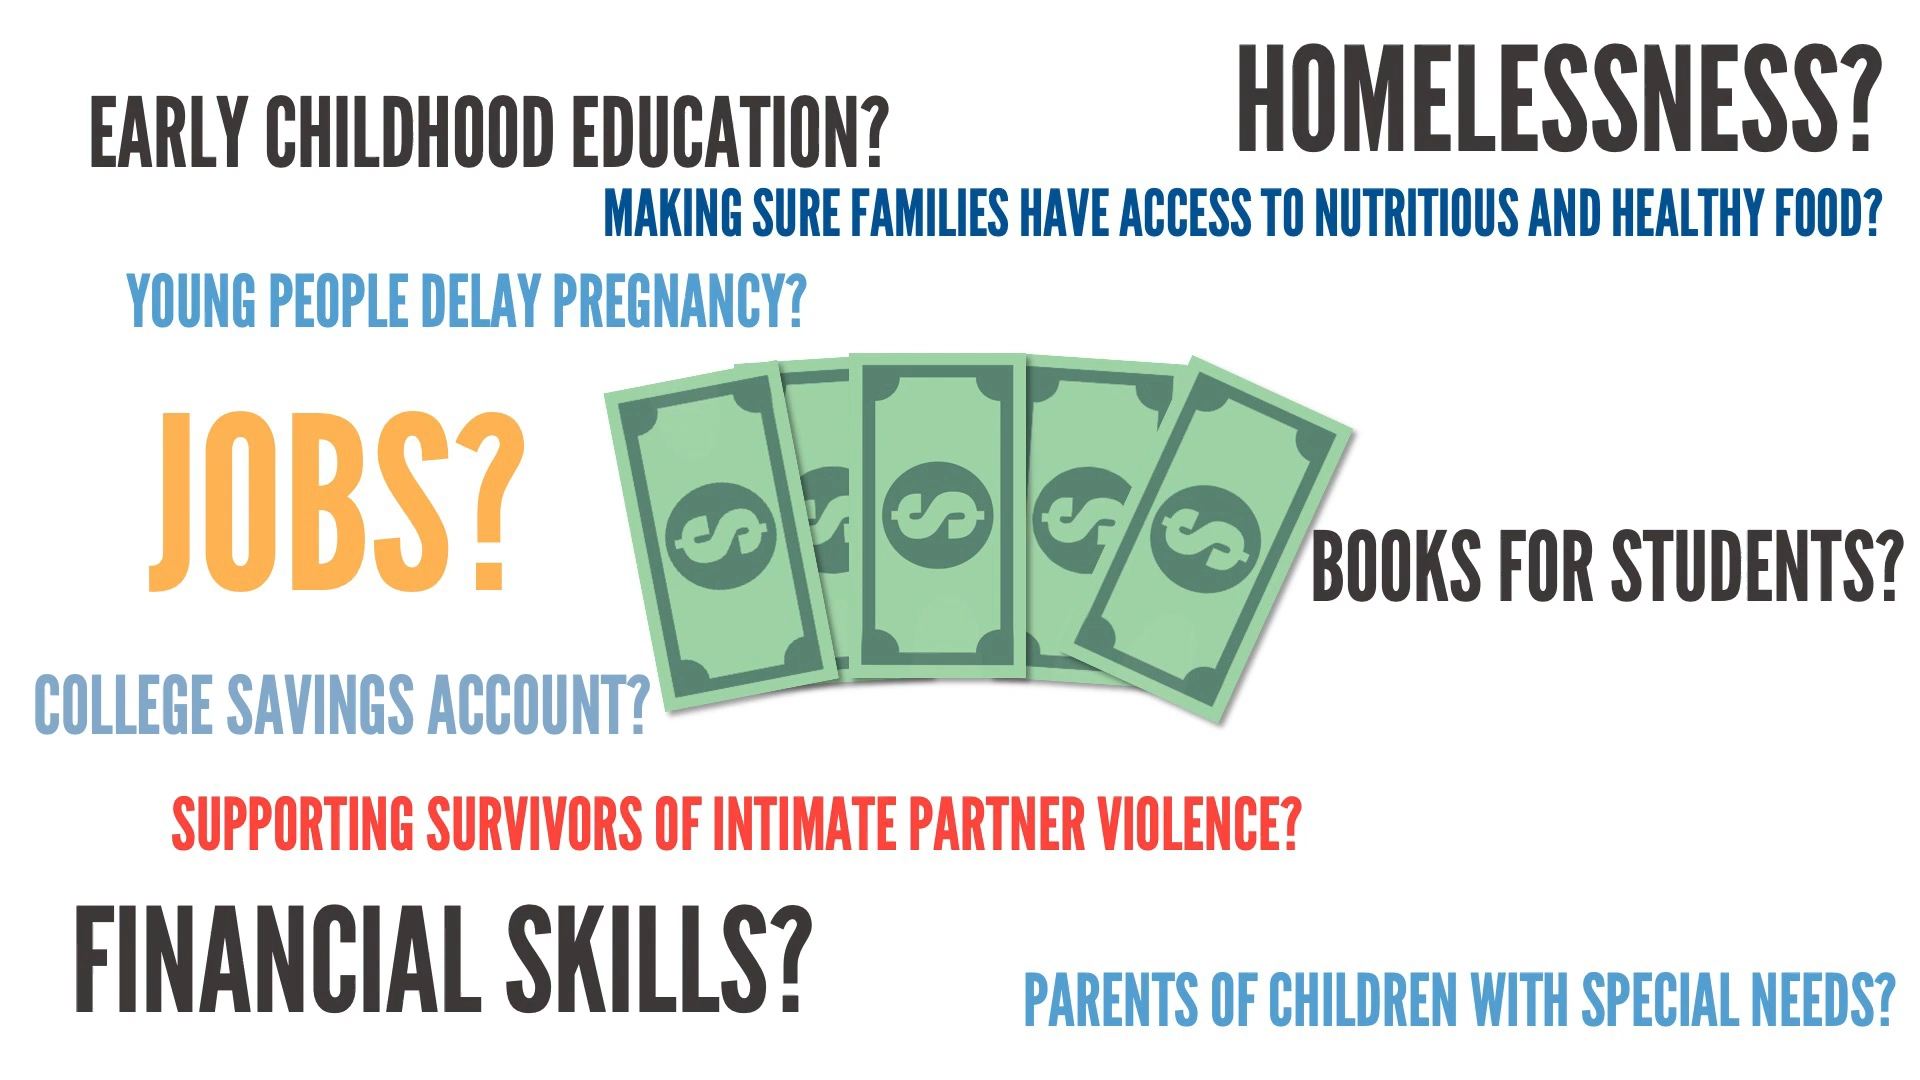 HOMELESSNESS?
EARLY CHILDHOOD EDUCATION?
MAKING SURE FAMILIES HAVE ACCESS TO NUTRITIOUS AND HEALTHY FOOD?
YOUNG PEOPLE DELAY PREGNANCY?
JOBS?
BOOKS FOR STUDENTS?
COLLEGE SAVINGS ACCOUNT?
SUPPORTING SURVIVORS OF INTIMATE PARTNER VIOLENCE?
FINANCIAL SKILLS?
PARENTS OF CHILDREN WITH SPECIAL NEEDS?